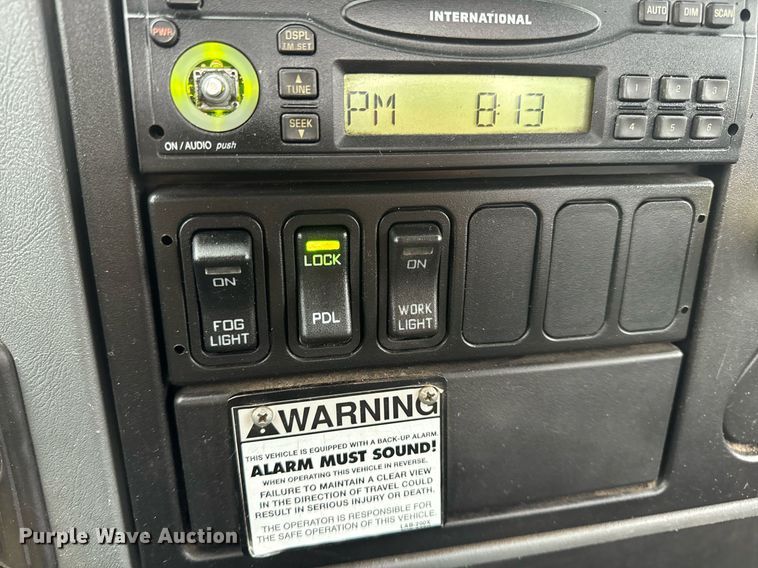 INTERNATIONAL
AUTO DIM SCAN
PWR
DSPL
TM SET
TUNE
SEEK
PM 8:13
1 2 3
4 5 6
ON / AUDIO push
ON
FOG
LIGHT
LOCK
PDL
ON
WORK
LIGHT
WARNING
THIS VEHICLE IS EQUIPPED WITH A BACK-UP ALARM.
ALARM MUST SOUND!
WHEN OPERATING THIS VEHICLE IN REVERSE.
FAILURE TO MAINTAIN A CLEAR VIEW
IN THE DIRECTION OF TRAVEL COULD
RESULT IN SERIOUS INJURY OR DEATH.
THE OPERATOR IS RESPONSIBLE FOR
THE SAFE OPERATION OF THIS VEHICLE.
LAB-200X
Purple Wave Auction